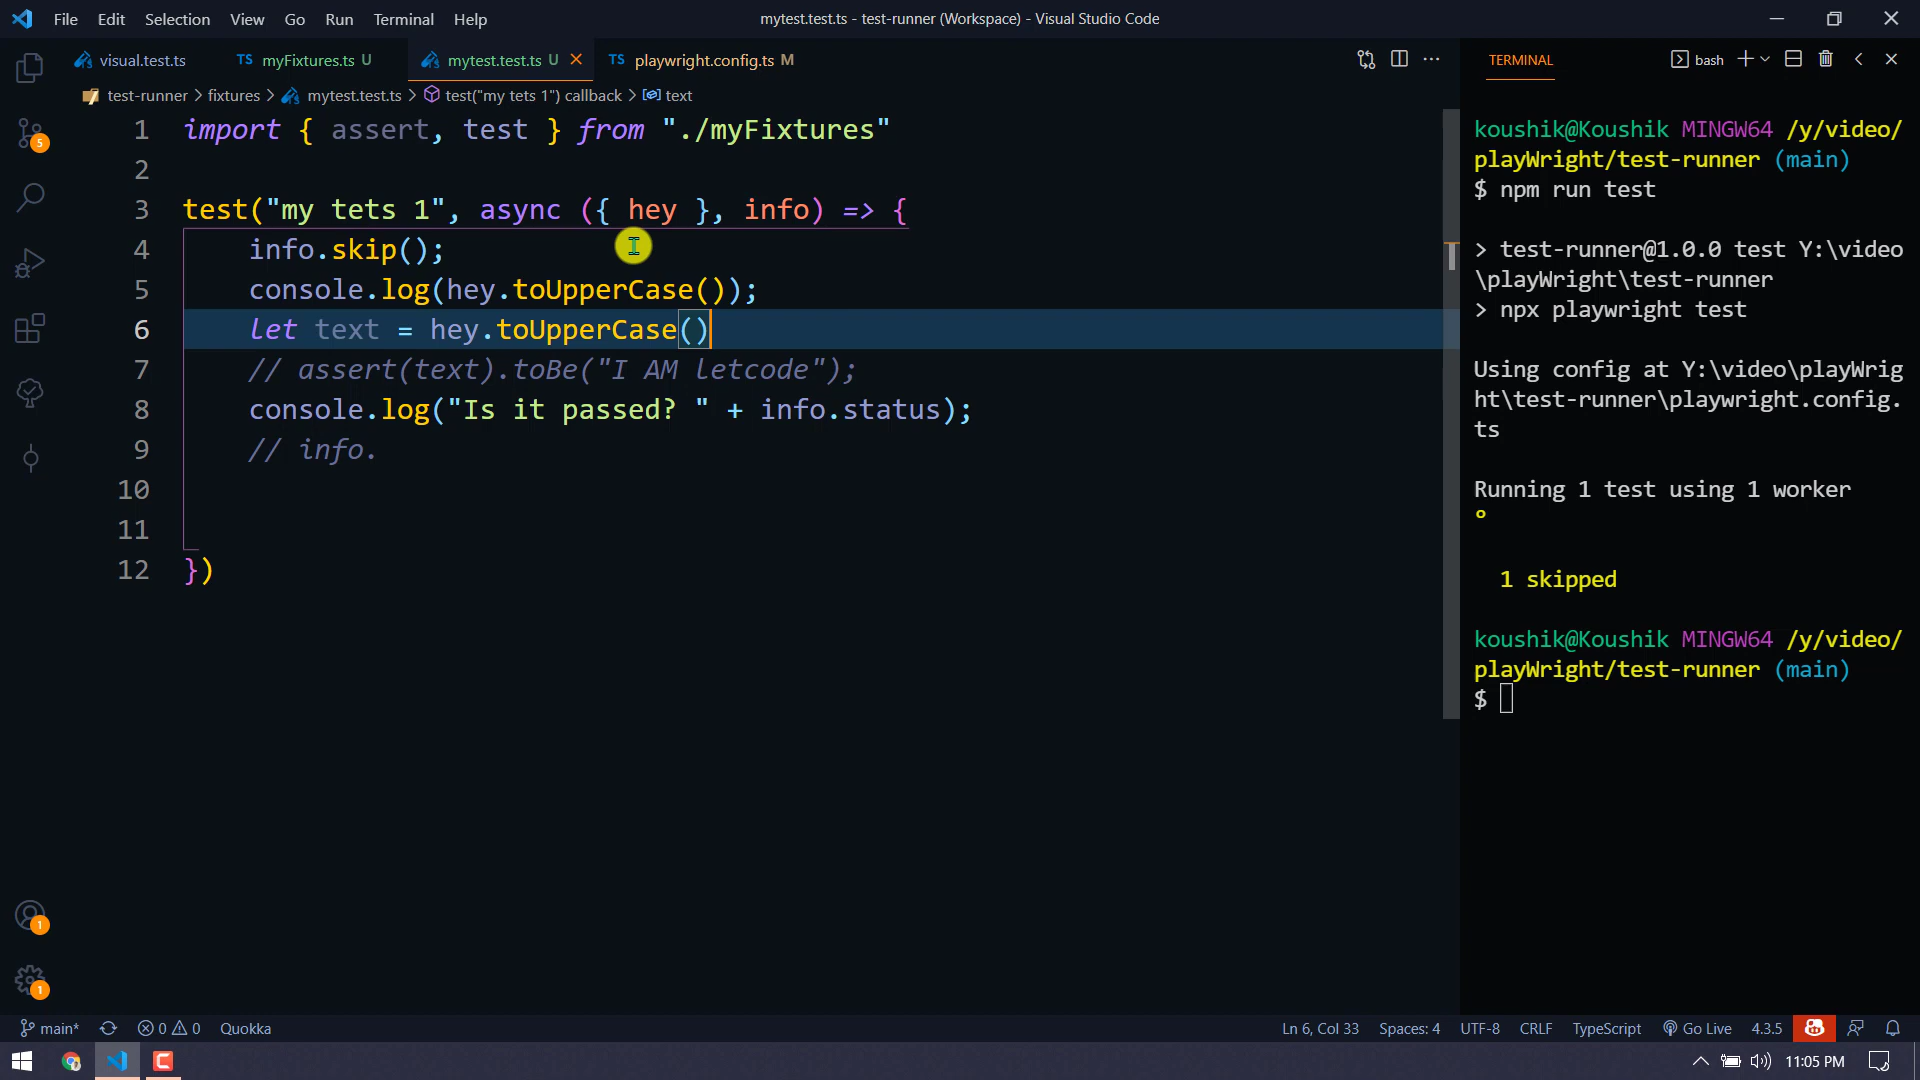 File Edit Selection View Go Run Terminal Help
mytest.test.ts - test-runner (Workspace) - Visual Studio Code
visual.test.ts
TS myFixtures.ts U
mytest.test.ts U
TS playwright.config.ts M
test-runner > fixtures > mytest.test.ts > test("my tets 1") callback > text
1 import { assert, test } from "./myFixtures"
2
3 test("my tets 1", async ({ hey }, info) => {
4 info.skip();
5 console.log(hey.toUpperCase());
6 let text = hey.toUpperCase()
7 // assert(text).toBe("I AM letcode");
8 console.log("Is it passed? " + info.status);
9 // info.
10
11
12 })
TERMINAL
bash
koushik@Koushik MINGW64 /y/video/
playWright/test-runner (main)
$ npm run test
> test-runner@1.0.0 test Y:\video
\playWright\test-runner
> npx playwright test
Using config at Y:\video\playWrig
ht\test-runner\playwright.config.
ts
Running 1 test using 1 worker
°
1 skipped
koushik@Koushik MINGW64 /y/video/
playWright/test-runner (main)
$
5
1
1
main* 0 0 Quokka
Ln 6, Col 33 Spaces: 4 UTF-8 CRLF TypeScript Go Live 4.3.5
11:05 PM